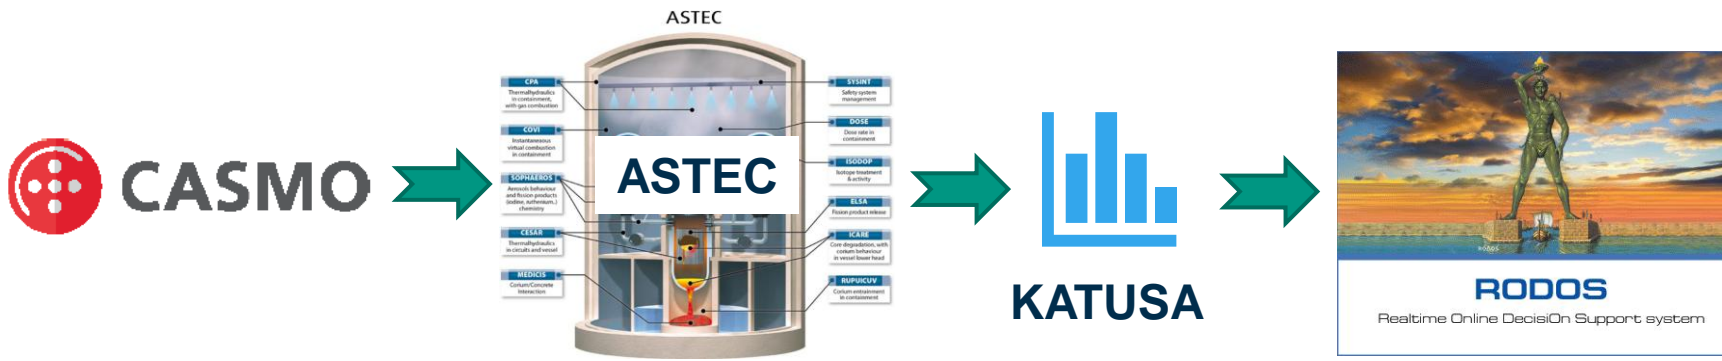 CASMO
ASTEC
CPA
Thermalhydraulics
in containment,
with gas combustion
COVI
Instantaneous
virtual combustion
in containment
SOPHAEROS
Aerosols behaviour
and fission products
(iodine, ruthenium..)
chemistry
CESAR
Thermalhydraulics
in circuits and vessel
MEDICIS
Corium/Concrete
Interaction
ASTEC
SYSINT
Safety system
management
DOSE
Dose rate in
containment
ISODOP
Isotope treatment
& activity
ELSA
Fission product release
ICARE
Core degradation, with
corium behaviour
in vessel lower head
RUPUICUV
Corium entrainment
in containment
KATUSA
RODOS
RODOS
Realtime Online DecisiOn Support system